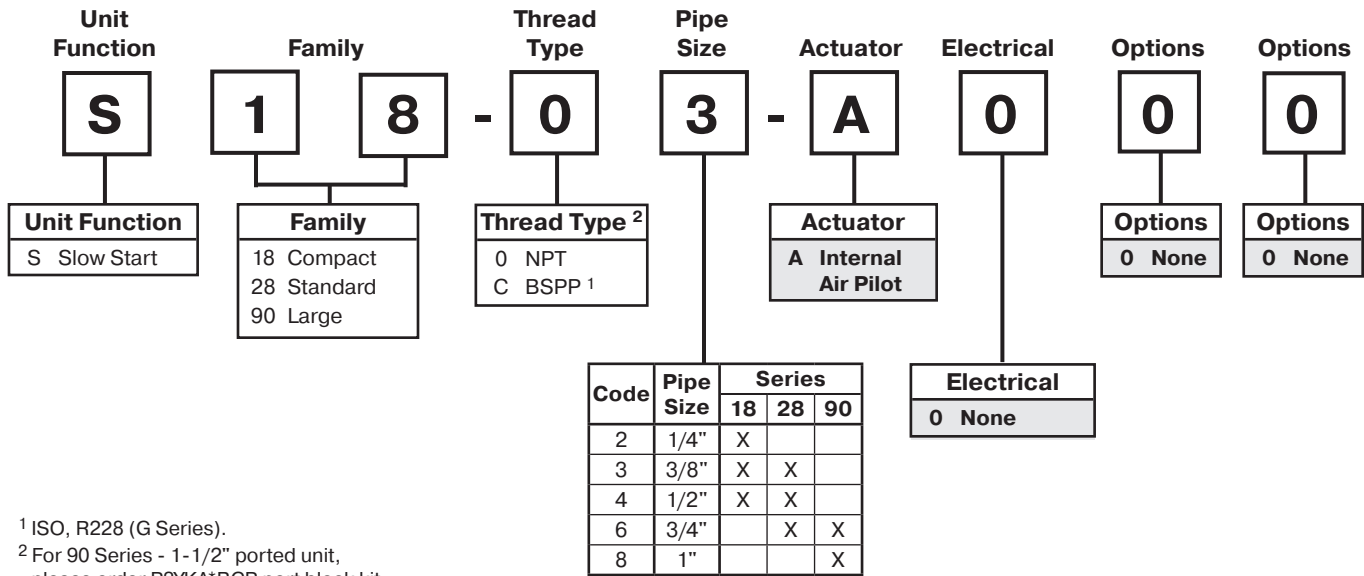 Unit Function Family Thread Type Pipe Size Actuator Electrical Options Options
S 1 8 - 0 3 - A 0 0 0
Unit Function
S Slow Start
Family
18 Compact
28 Standard
90 Large
Thread Type 2
0 NPT
C BSPP 1
Actuator
A Internal
Air Pilot
Options
0 None
Options
0 None
Electrical
0 None
Code Pipe Size Series
18 28 90
2 1/4" X
3 3/8" X X
4 1/2" X X
6 3/4" X X
8 1" X
1 ISO, R228 (G Series).
2 For 90 Series - 1-1/2" ported unit,